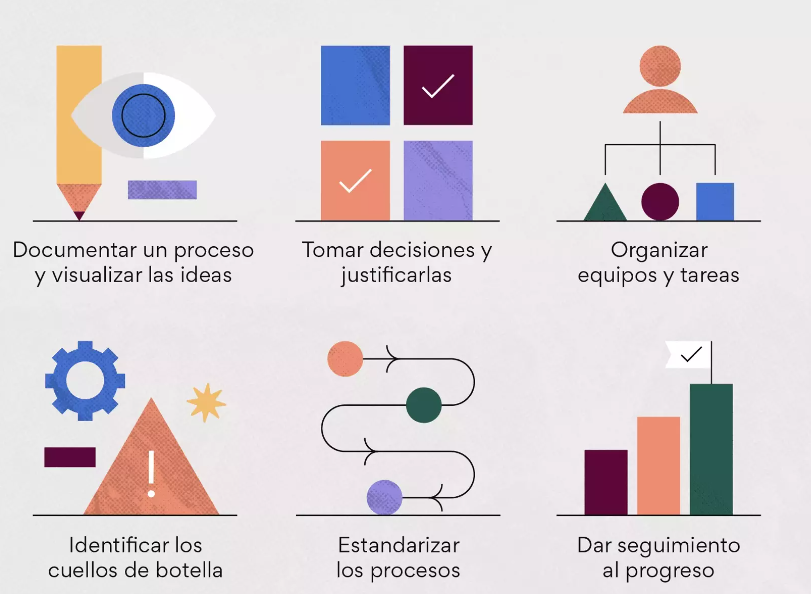 Documentar un proceso
y visualizar las ideas
Tomar decisiones y
justificarlas
Organizar
equipos y tareas
Identificar los
cuellos de botella
Estandarizar
los procesos
Dar seguimiento
al progreso